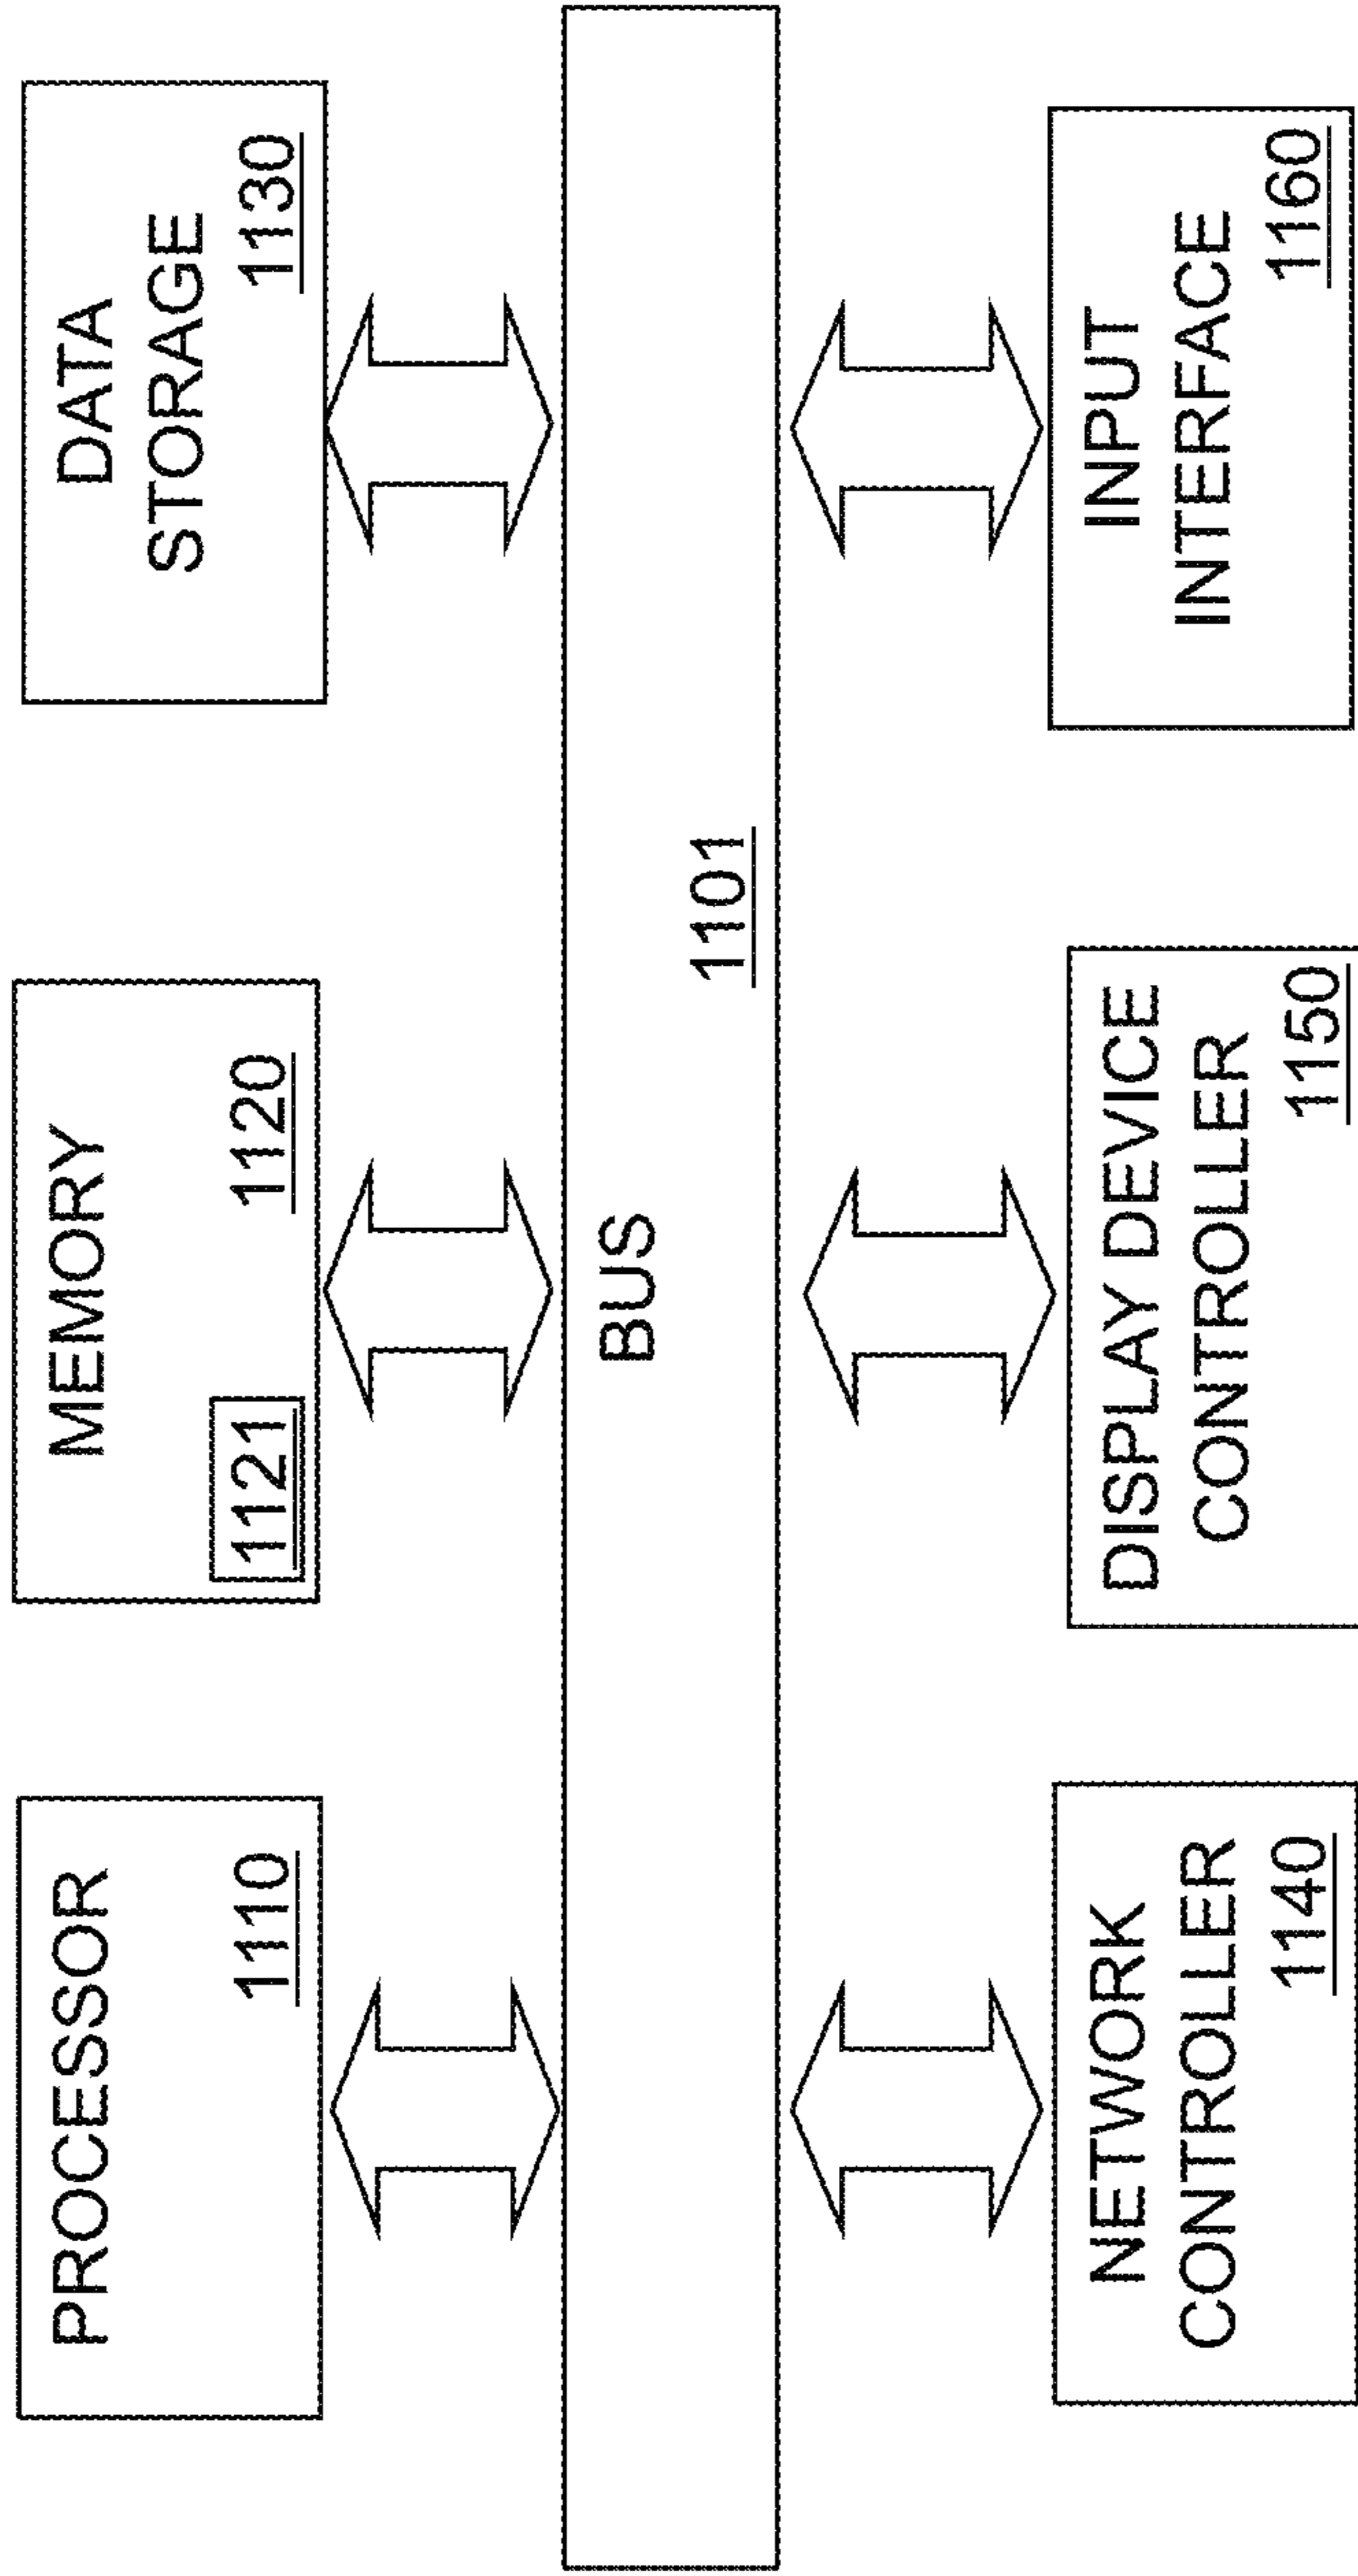 PROCESSOR
1110
MEMORY
1121
1120
DATA
STORAGE
1130
BUS
1101
NETWORK
CONTROLLER
1140
DISPLAY DEVICE
CONTROLLER
1150
INPUT
INTERFACE
1160